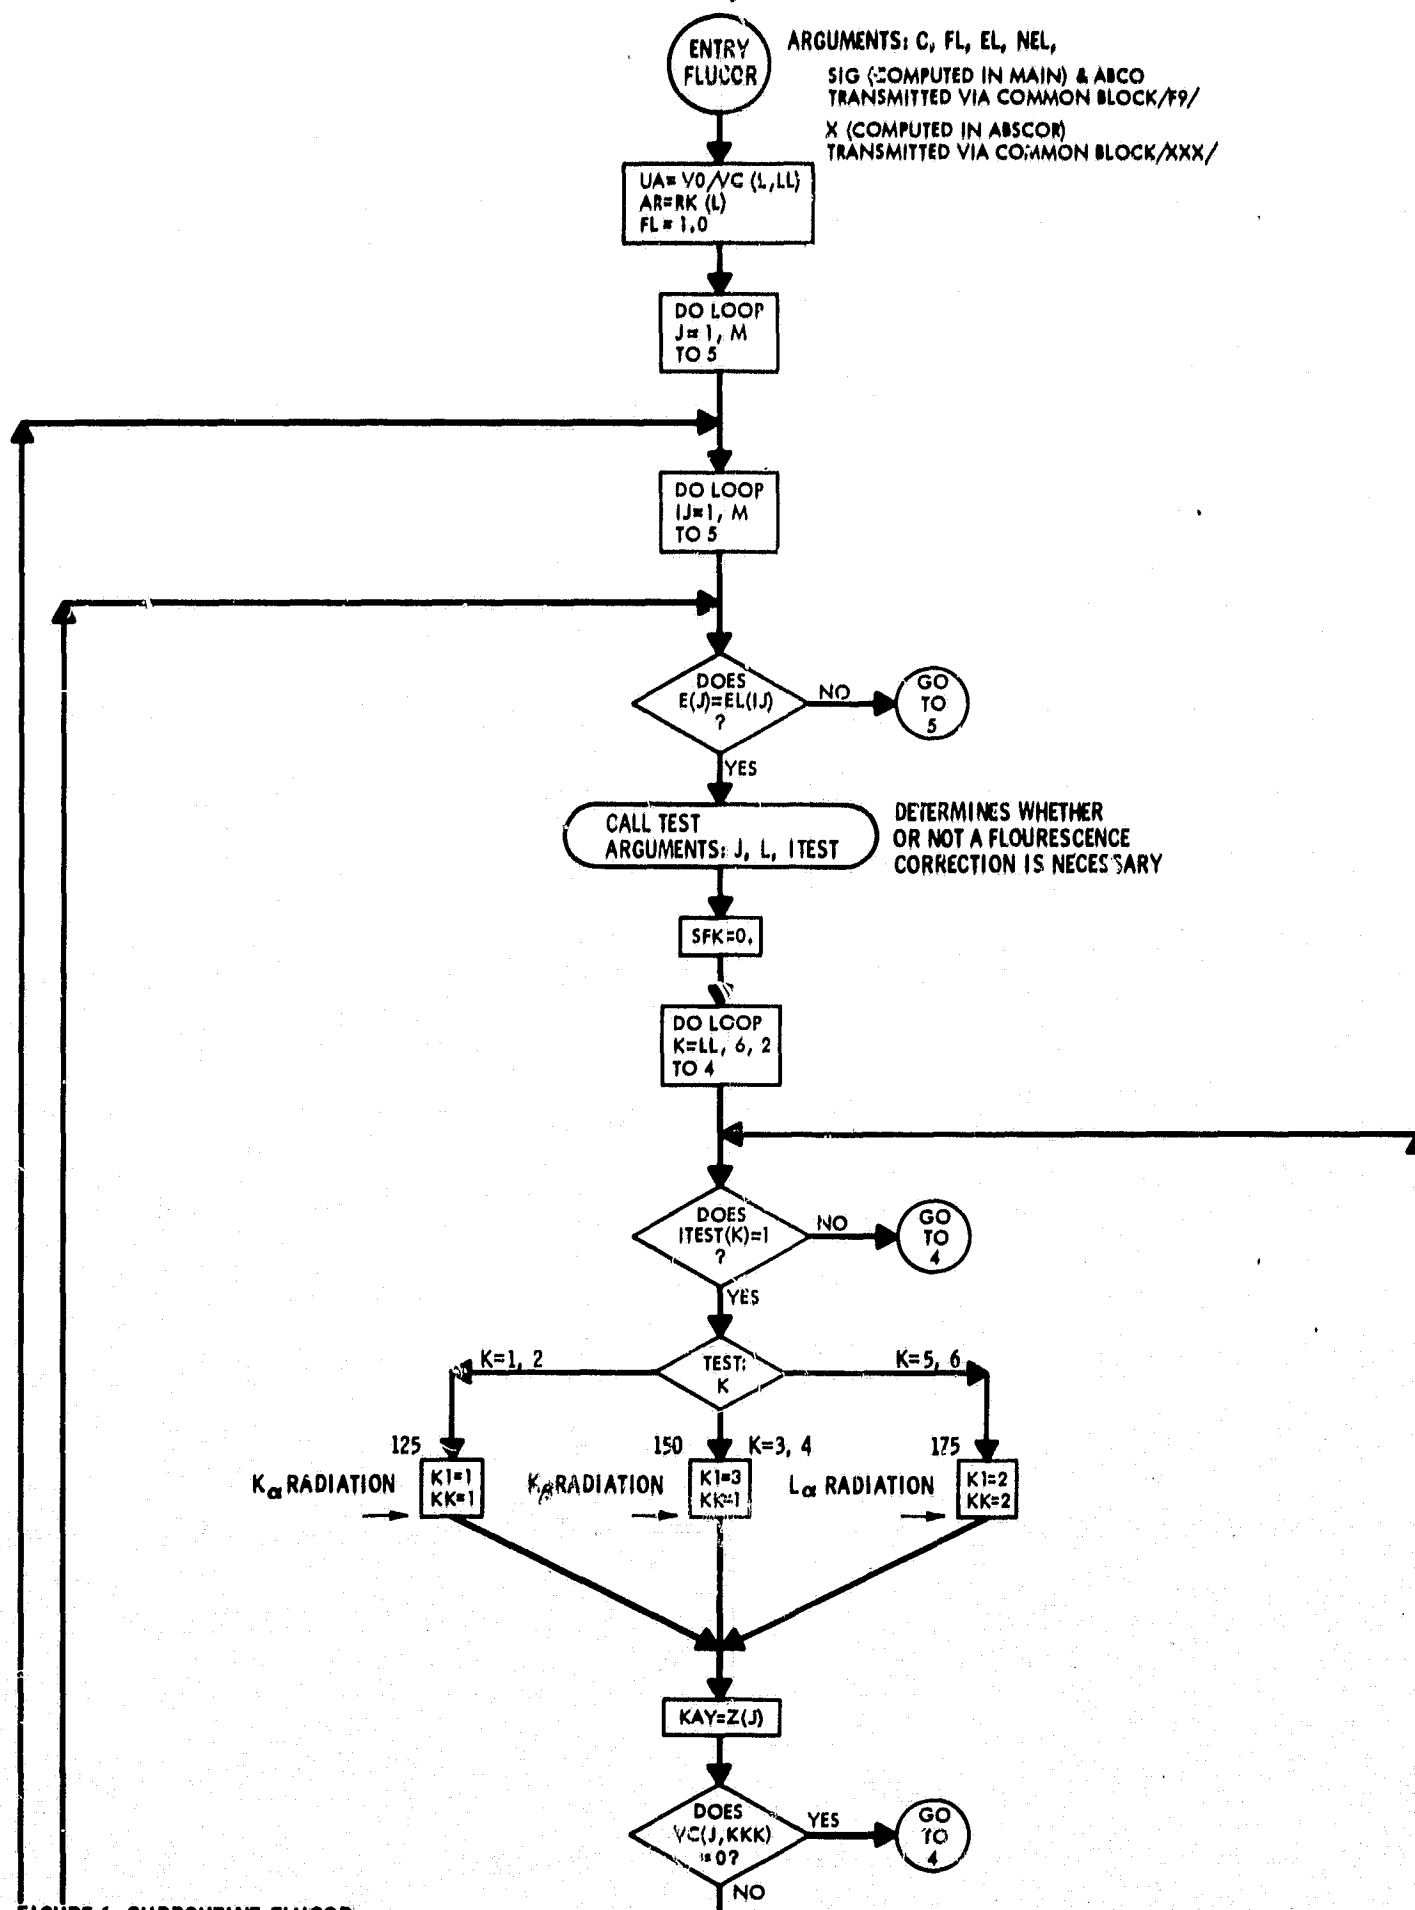 ENTRY
FLUCOR
ARGUMENTS: C, FL, EL, NEL,
SIG (COMPUTED IN MAIN) & ABCO
TRANSMITTED VIA COMMON BLOCK/F9/
X (COMPUTED IN ABSCOR)
TRANSMITTED VIA COMMON BLOCK/XXX/
UA=V0/VC (L,LL)
AR=RK (L)
FL=1.0
DO LOOP
J=1, M
TO 5
DO LOOP
IJ=1, M
TO 5
DOES
E(J)=EL(IJ)
?
NO
GO
TO
5
YES
CALL TEST
ARGUMENTS: J, L, ITEST
DETERMINES WHETHER
OR NOT A FLOURESCENCE
CORRECTION IS NECESSARY
SFK=0.
DO LOOP
K=LL, 6, 2
TO 4
DOES
ITEST(K)=1
?
NO
GO
TO
4
YES
TEST:
K
K=1, 2
K=5, 6
K=3, 4
125
K1=1
KK=1
Kα RADIATION
150
K1=3
KK=1
Kβ RADIATION
175
K1=2
KK=2
Lα RADIATION
KAY=Z(J)
DOES
VC(J,KKK)
=0?
YES
GO
TO
4
NO
FIGURE 6. SUBROUTINE FLUCOR